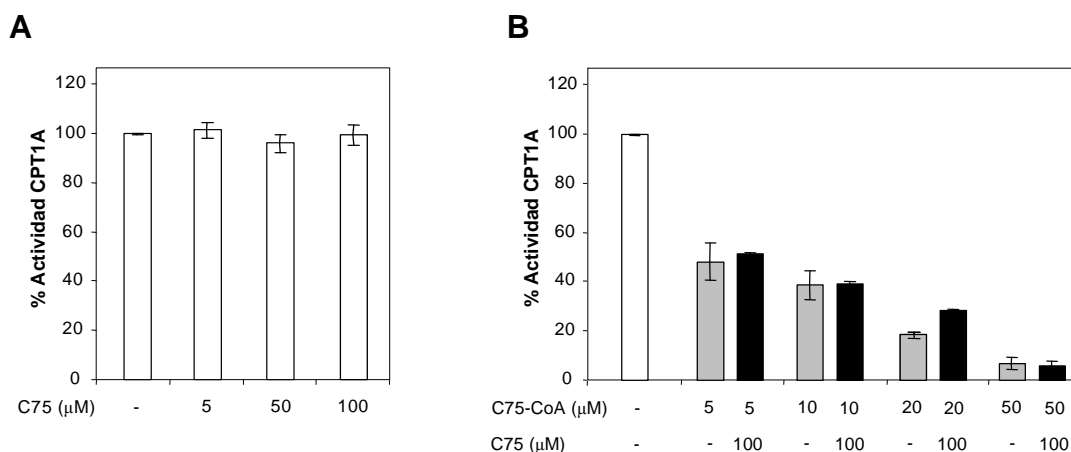 A
B
% Actividad CPT1A
120
100
80
60
40
20
0
C75 (μM) - 5 50 100
% Actividad CPT1A
120
100
80
60
40
20
0
C75-CoA (μM) - 5 5 10 10 20 20 50 50
C75 (μM) - - 100 - 100 - 100 - 100